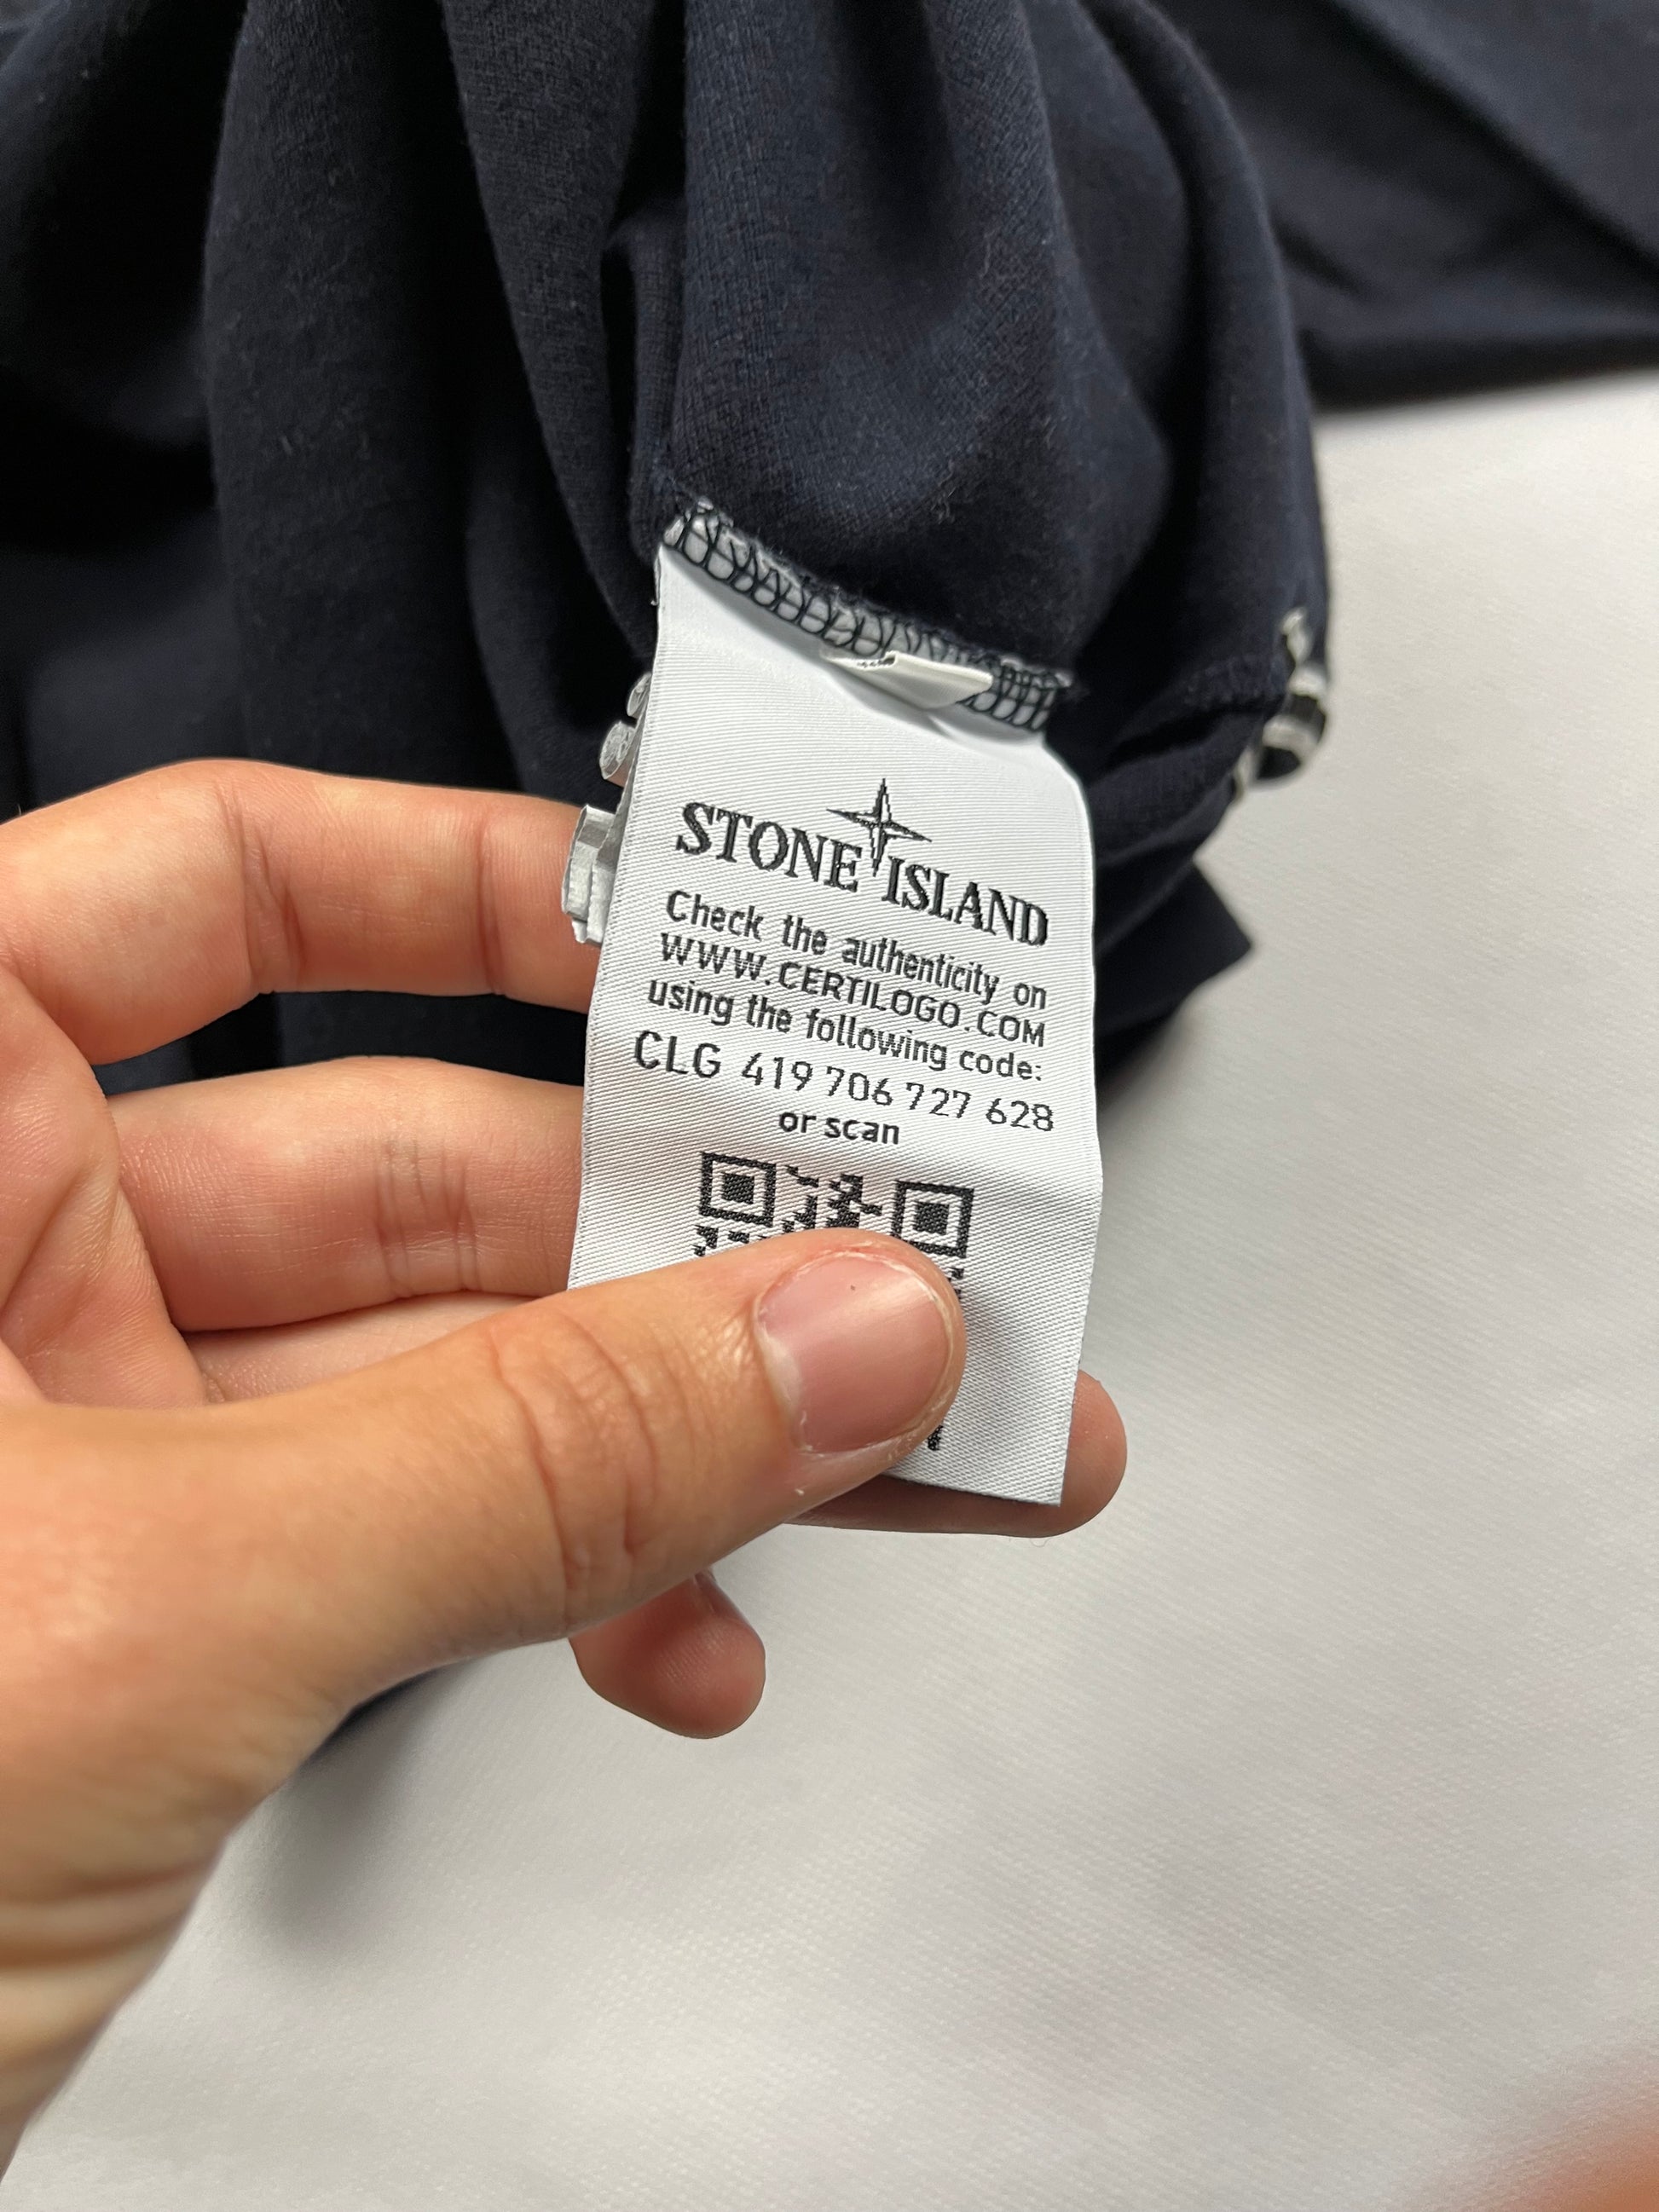 STONE ISLAND
Check the authenticity on
WWW.CERTILOGO.COM
using the following code:
CLG 419 706 727 628
or scan